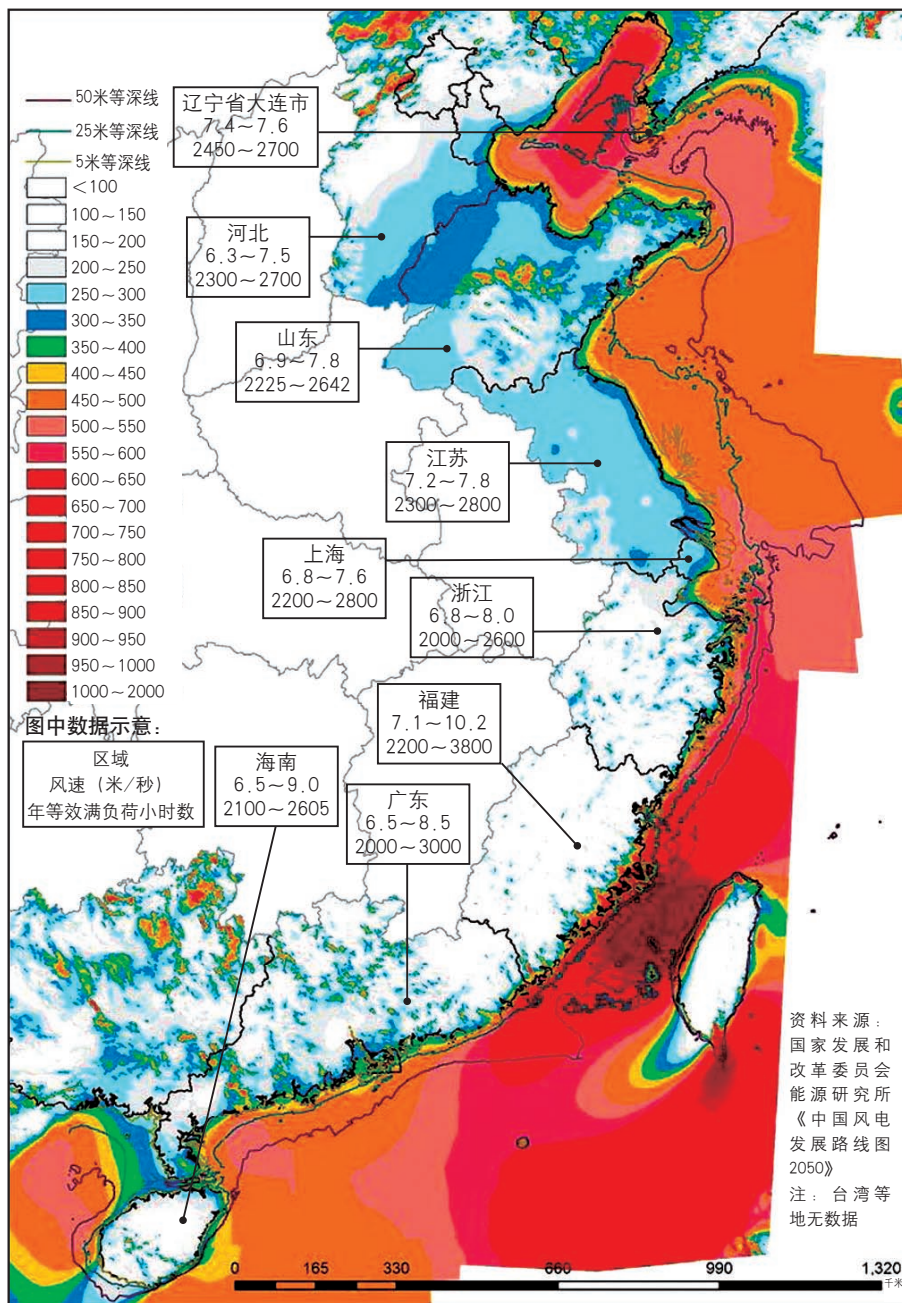 50米等深线
25米等深线
5米等深线
＜100
100～150
150～200
200～250
250～300
300～350
350～400
400～450
450～500
500～550
550～600
600～650
650～700
700～750
750～800
800～850
850～900
900～950
950～1000
1000～2000
图中数据示意：
区域
风速（米/秒）
年等效满负荷小时数
辽宁省大连市
7.4～7.6
2450～2700
河北
6.3～7.5
2300～2700
山东
6.9～7.8
2225～2642
江苏
7.2～7.8
2300～2800
上海
6.8～7.6
2200～2800
浙江
6.8～8.0
2000～2600
福建
7.1～10.2
2200～3800
海南
6.5～9.0
2100～2605
广东
6.5～8.5
2000～3000
资料来源：
国家发展和
改革委员会
能源研究所
《中国风电
发展路线图
2050》
注：台湾等
地无数据
0 165 330 660 990 1,320
千米